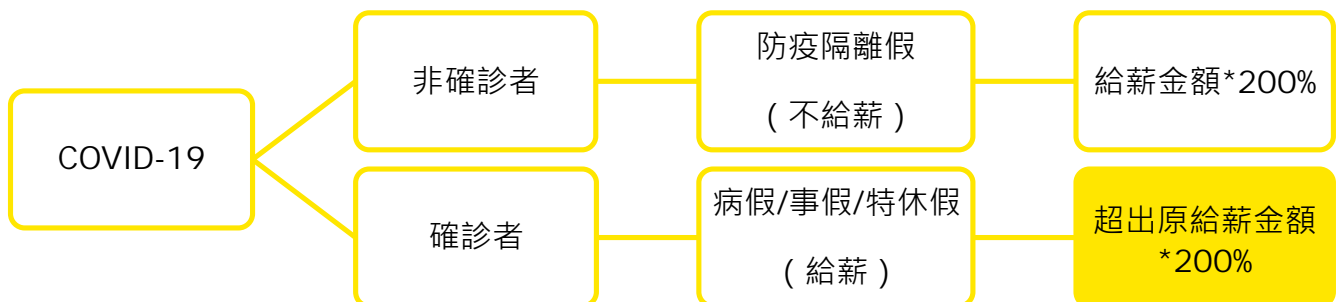 COVID-19
非確診者
防疫隔離假
（不給薪）
給薪金額*200%
確診者
病假/事假/特休假
（給薪）
超出原給薪金額
*200%